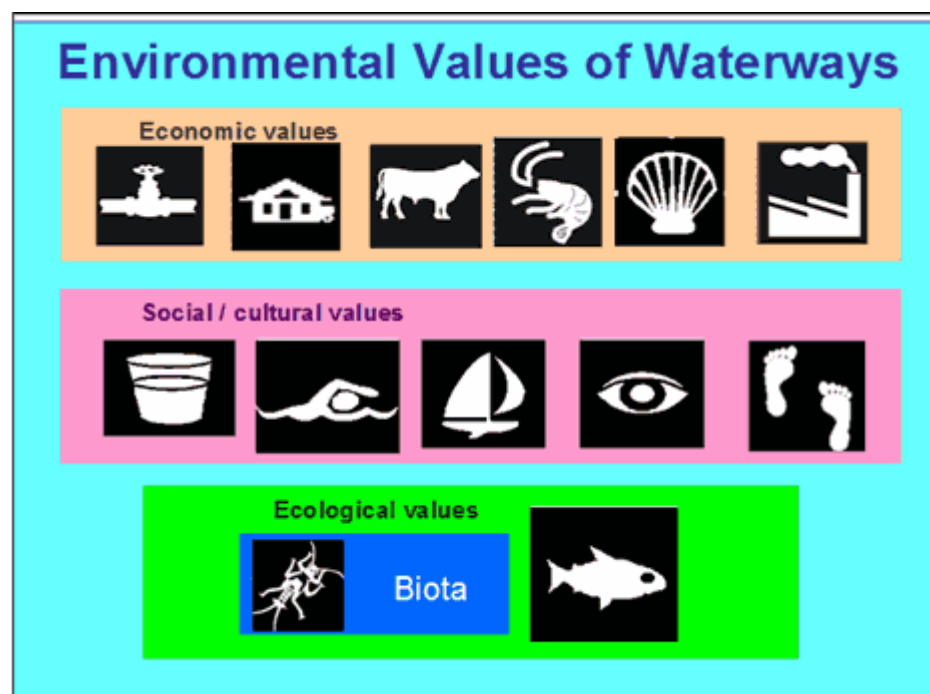 Environmental Values of Waterways
Economic values
Social / cultural values
Ecological values
Biota